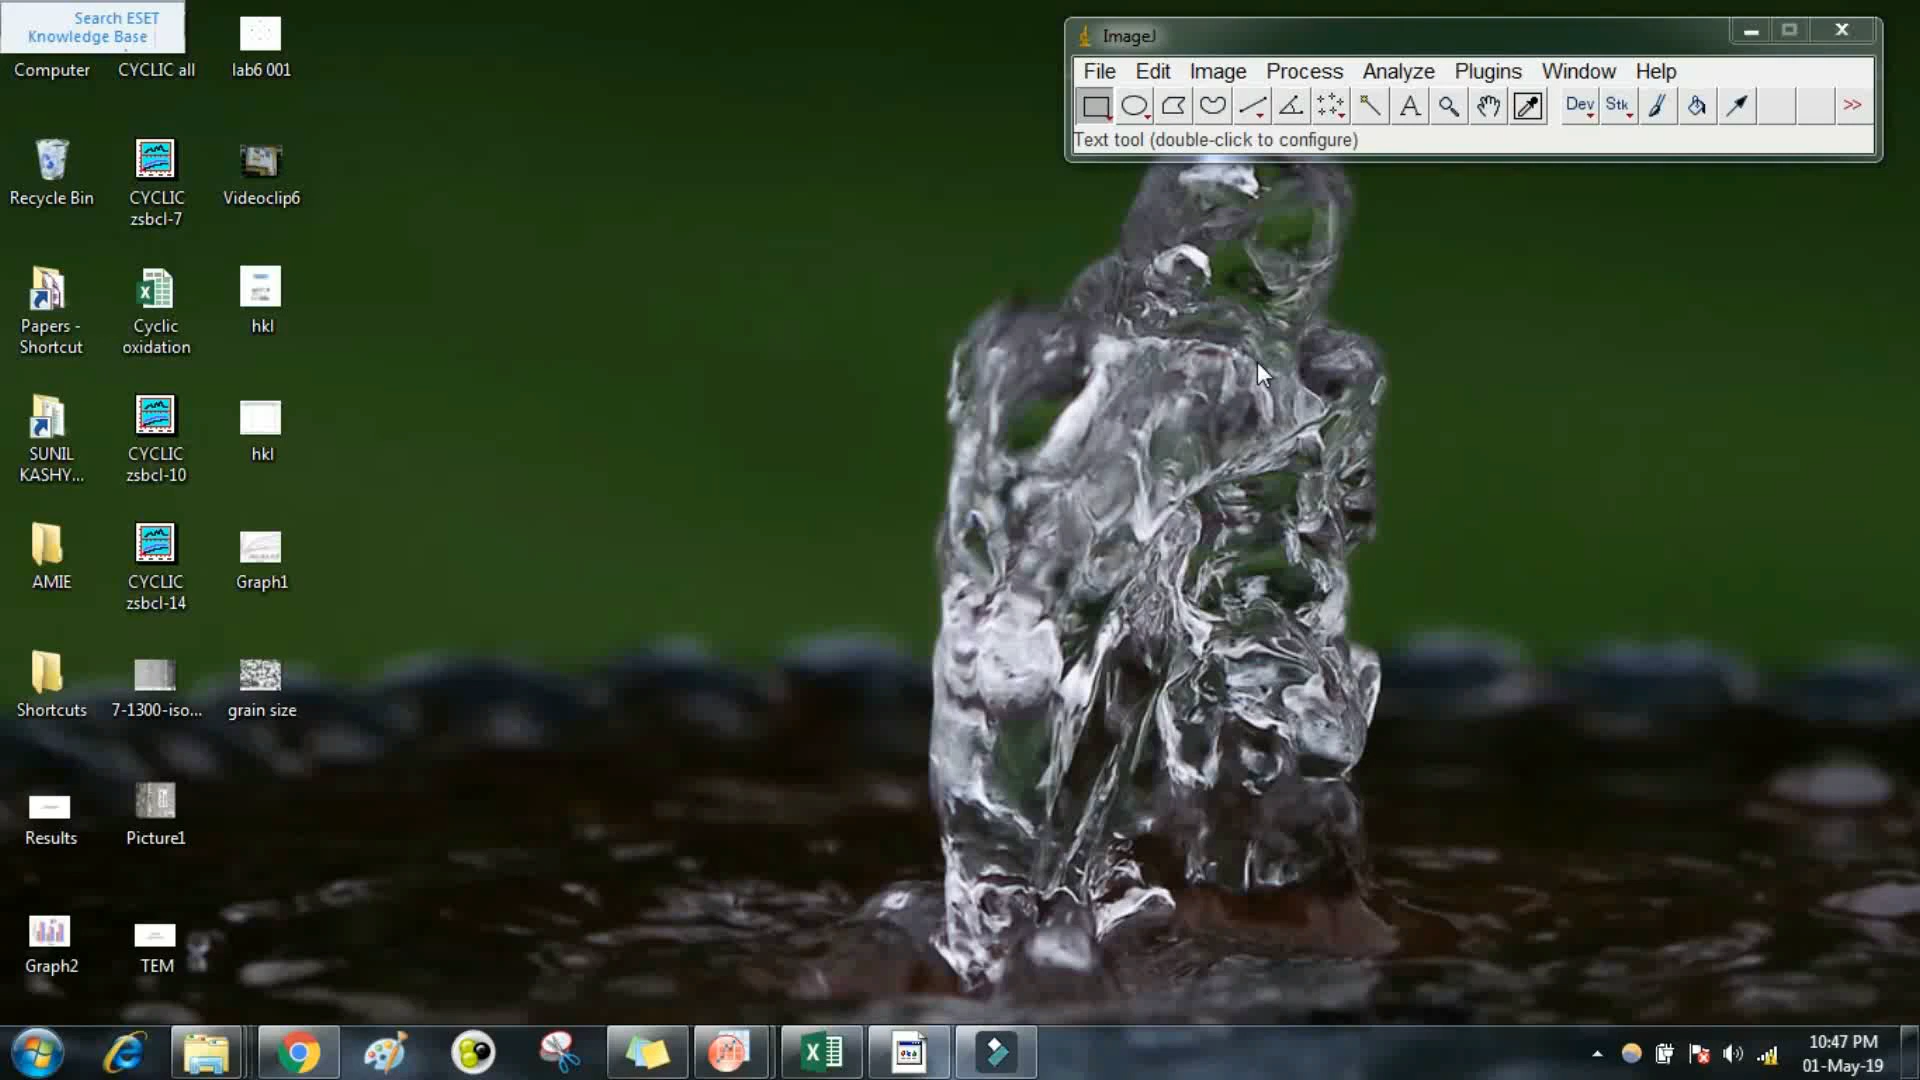 Search ESET
Knowledge Base
Computer
CYCLIC all
lab6 001
Recycle Bin
CYCLIC
zsbcl-7
Videoclip6
Papers -
Shortcut
Cyclic
oxidation
hkl
SUNIL
KASHY...
CYCLIC
zsbcl-10
hkl
AMIE
CYCLIC
zsbcl-14
Graph1
Shortcuts
7-1300-iso...
grain size
Results
Picture1
Graph2
TEM
ImageJ
File Edit Image Process Analyze Plugins Window Help
A Dev Stk >>
Text tool (double-click to configure)
10:47 PM
01-May-19